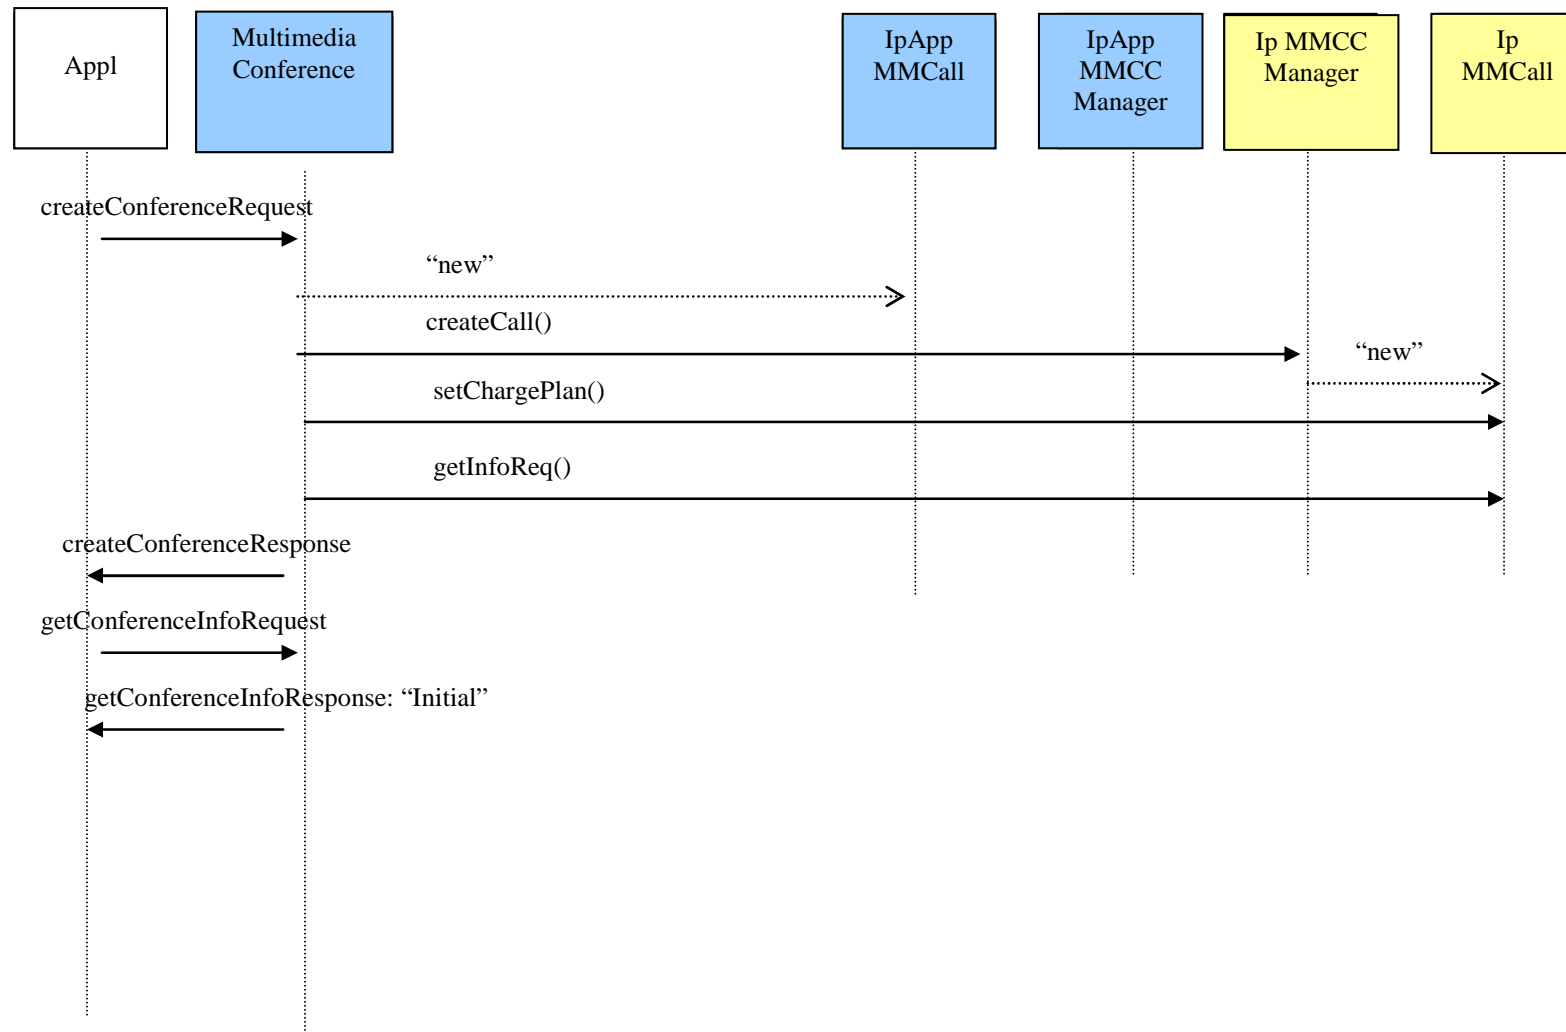 Appl
Multimedia
Conference
IpApp
MMCall
IpApp
MMCC
Manager
Ip MMCC
Manager
Ip
MMCall
createConferenceRequest
“new”
createCall()
“new”
setChargePlan()
getInfoReq()
createConferenceResponse
getConferenceInfoRequest
getConferenceInfoResponse: “Initial”